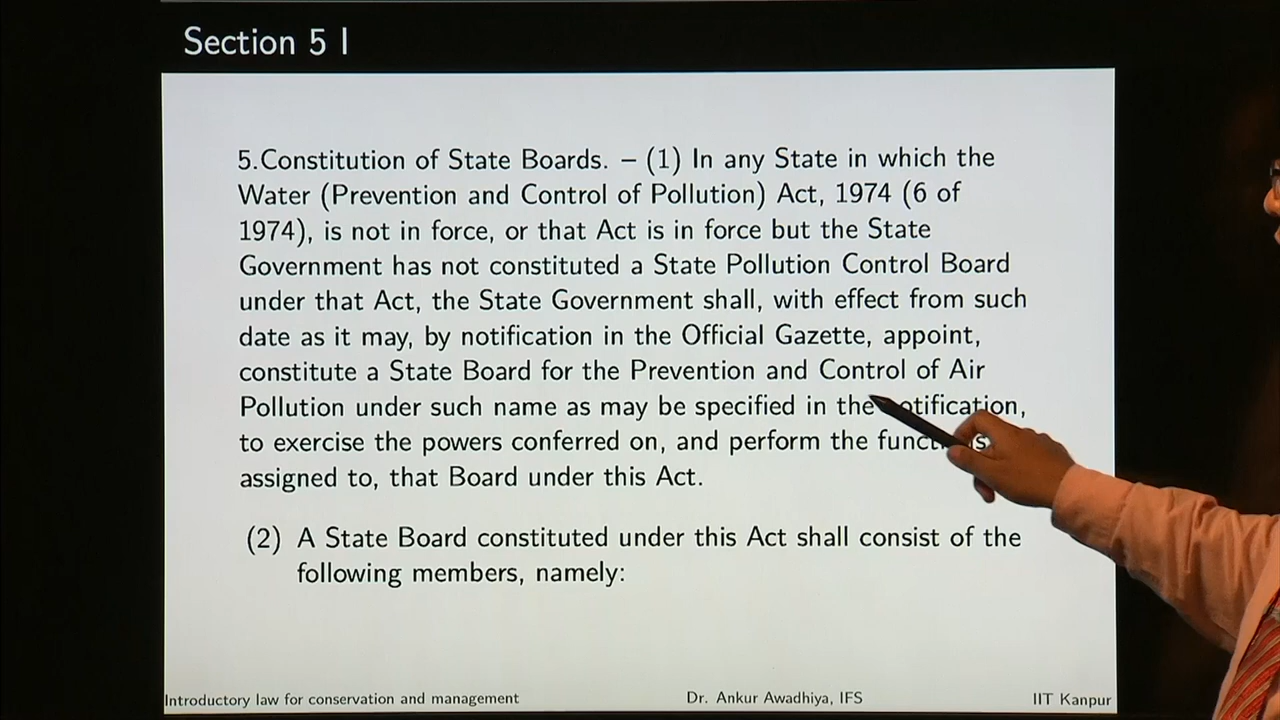 Section 5 I
5.Constitution of State Boards. – (1) In any State in which the
Water (Prevention and Control of Pollution) Act, 1974 (6 of
1974), is not in force, or that Act is in force but the State
Government has not constituted a State Pollution Control Board
under that Act, the State Government shall, with effect from such
date as it may, by notification in the Official Gazette, appoint,
constitute a State Board for the Prevention and Control of Air
Pollution under such name as may be specified in the
to exercise the powers conferred on, and perform the
assigned to, that Board under this Act.
(2) A State Board constituted under this Act shall consist of the
following members, namely:
Introductory law for conservation and management Dr. Ankur Awadhiya, IFS IIT Kanpur